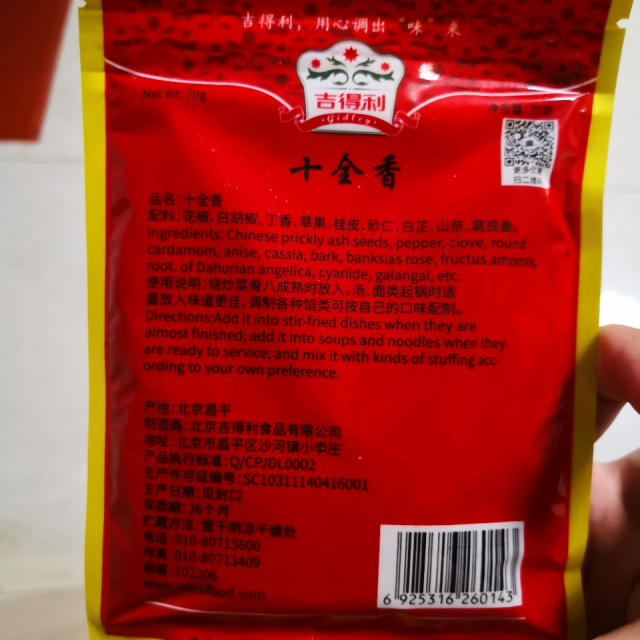 吉得利，用心调出“味”来
吉得利
Gidley
Net Wt: 70g
净含量: 70克
扫二维码
十全香
品名: 十全香
配料: 花椒、白胡椒、丁香、草果、桂皮、砂仁、白芷、山奈、高良姜。
Ingredients: Chinese prickly ash seeds, pepper, clove, round
cardamom, anise, cassia, bark, banksias rose, fructus amomi,
root. of Dahurian angelica, cyanide, galangal, etc.
使用说明: 烧炒菜肴八成熟时放入。汤、面类起锅时适
量放入味道更佳, 调制各种馅类可按自己的口味配制。
Directions:Add it into stir-fried dishes when they are
almost finished; add it into soups and noodles when they
are ready to service; and mix it with kinds of stuffing acc-
ording to your own preference.
产地: 北京昌平
制造商: 北京吉得利食品有限公司
地址: 北京市昌平区沙河镇小枣庄
产品执行标准: Q/CPJDL0002
生产许可证编号: SC10311140416001
生产日期: 见封口
保质期: 36个月
贮藏方法: 置于阴凉干燥处
电话: 010-80715600
传真: 010-80713409
邮编: 102206
6 925316 260143